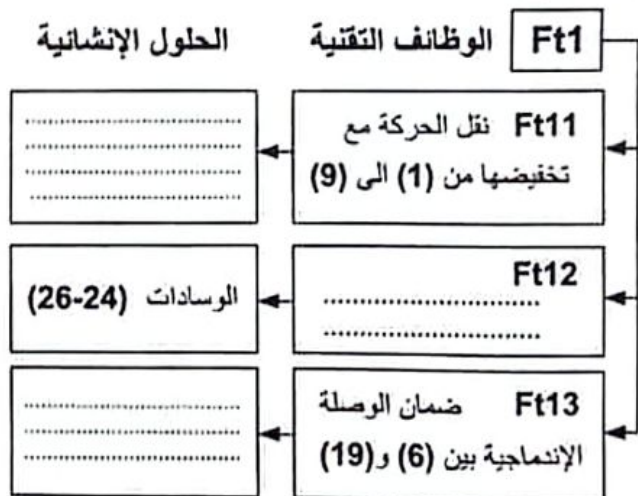 Ft1 الوظائف التقنية الحلول الإنشائية
Ft11 نقل الحركة مع
تخفيضها من (1) الى (9)
....................................
....................................
....................................
....................................
Ft12
....................................
....................................
الوسادات (24-26)
Ft13 ضمان الوصلة
الإندماجية بين (6) و(19)
....................................
....................................
....................................